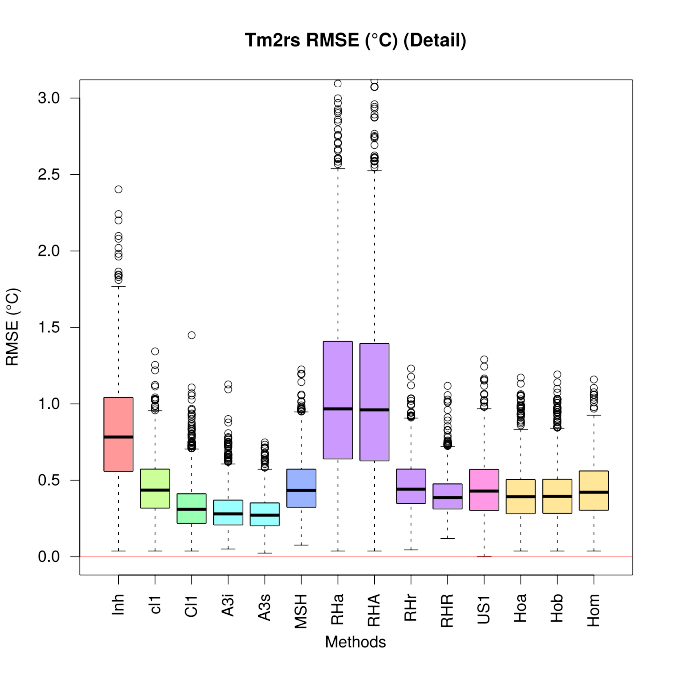 Tm2rs RMSE (°C) (Detail)
RMSE (°C)
3.0
2.5
2.0
1.5
1.0
0.5
0.0
Inh cl1 Cl1 A3i A3s MSH RHa RHA RHr RHR US1 Hoa Hob Hom
Methods